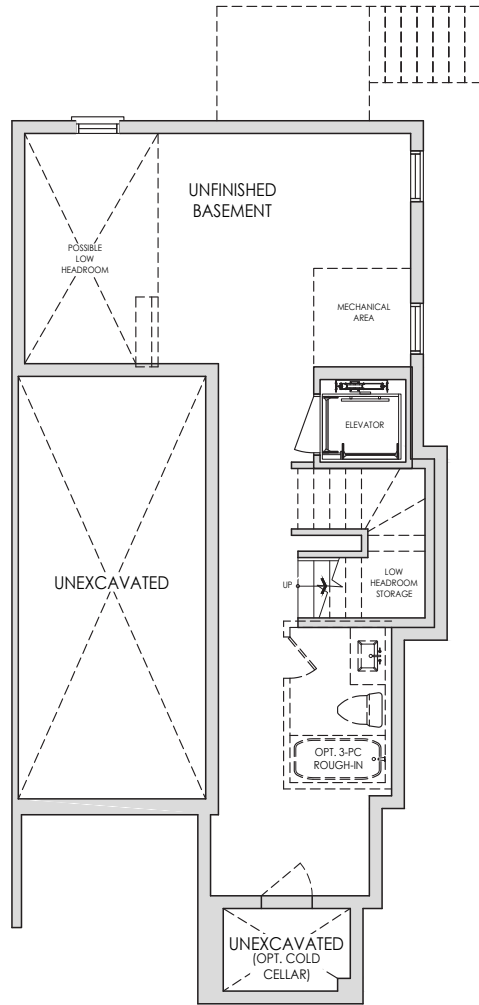 UNFINISHED
BASEMENT
POSSIBLE
LOW
HEADROOM
MECHANICAL
AREA
ELEVATOR
UNEXCAVATED
UP
LOW
HEADROOM
STORAGE
OPT. 3-PC
ROUGH-IN
UNEXCAVATED
(OPT. COLD
CELLAR)